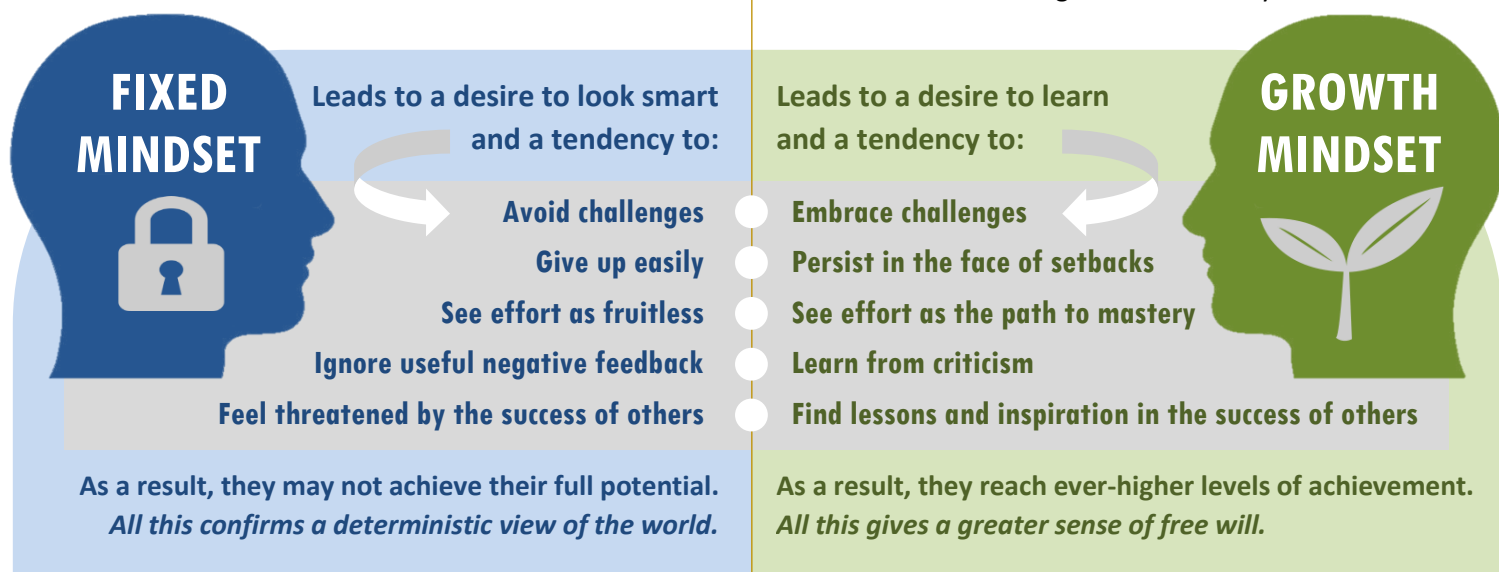 FIXED
MINDSET
Leads to a desire to look smart
and a tendency to:
Avoid challenges
Give up easily
See effort as fruitless
Ignore useful negative feedback
Feel threatened by the success of others
As a result, they may not achieve their full potential.
All this confirms a deterministic view of the world.
GROWTH
MINDSET
Leads to a desire to learn
and a tendency to:
Embrace challenges
Persist in the face of setbacks
See effort as the path to mastery
Learn from criticism
Find lessons and inspiration in the success of others
As a result, they reach ever-higher levels of achievement.
All this gives a greater sense of free will.